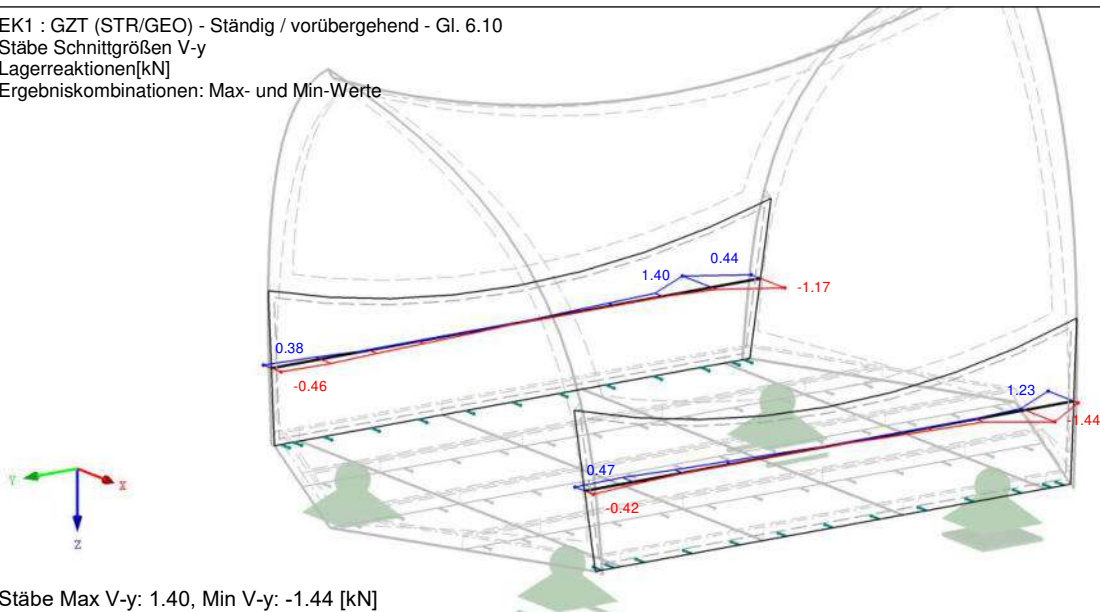 EK1 : GZT (STR/GEO) - Ständig / vorübergehend - Gl. 6.10
Stäbe Schnittgrößen V-y
Lagerreaktionen[kN]
Ergebniskombinationen: Max- und Min-Werte
0.44
1.40
-1.17
0.38
-0.46
1.23
-1.44
0.47
-0.42
Y
X
Z
Stäbe Max V-y: 1.40, Min V-y: -1.44 [kN]